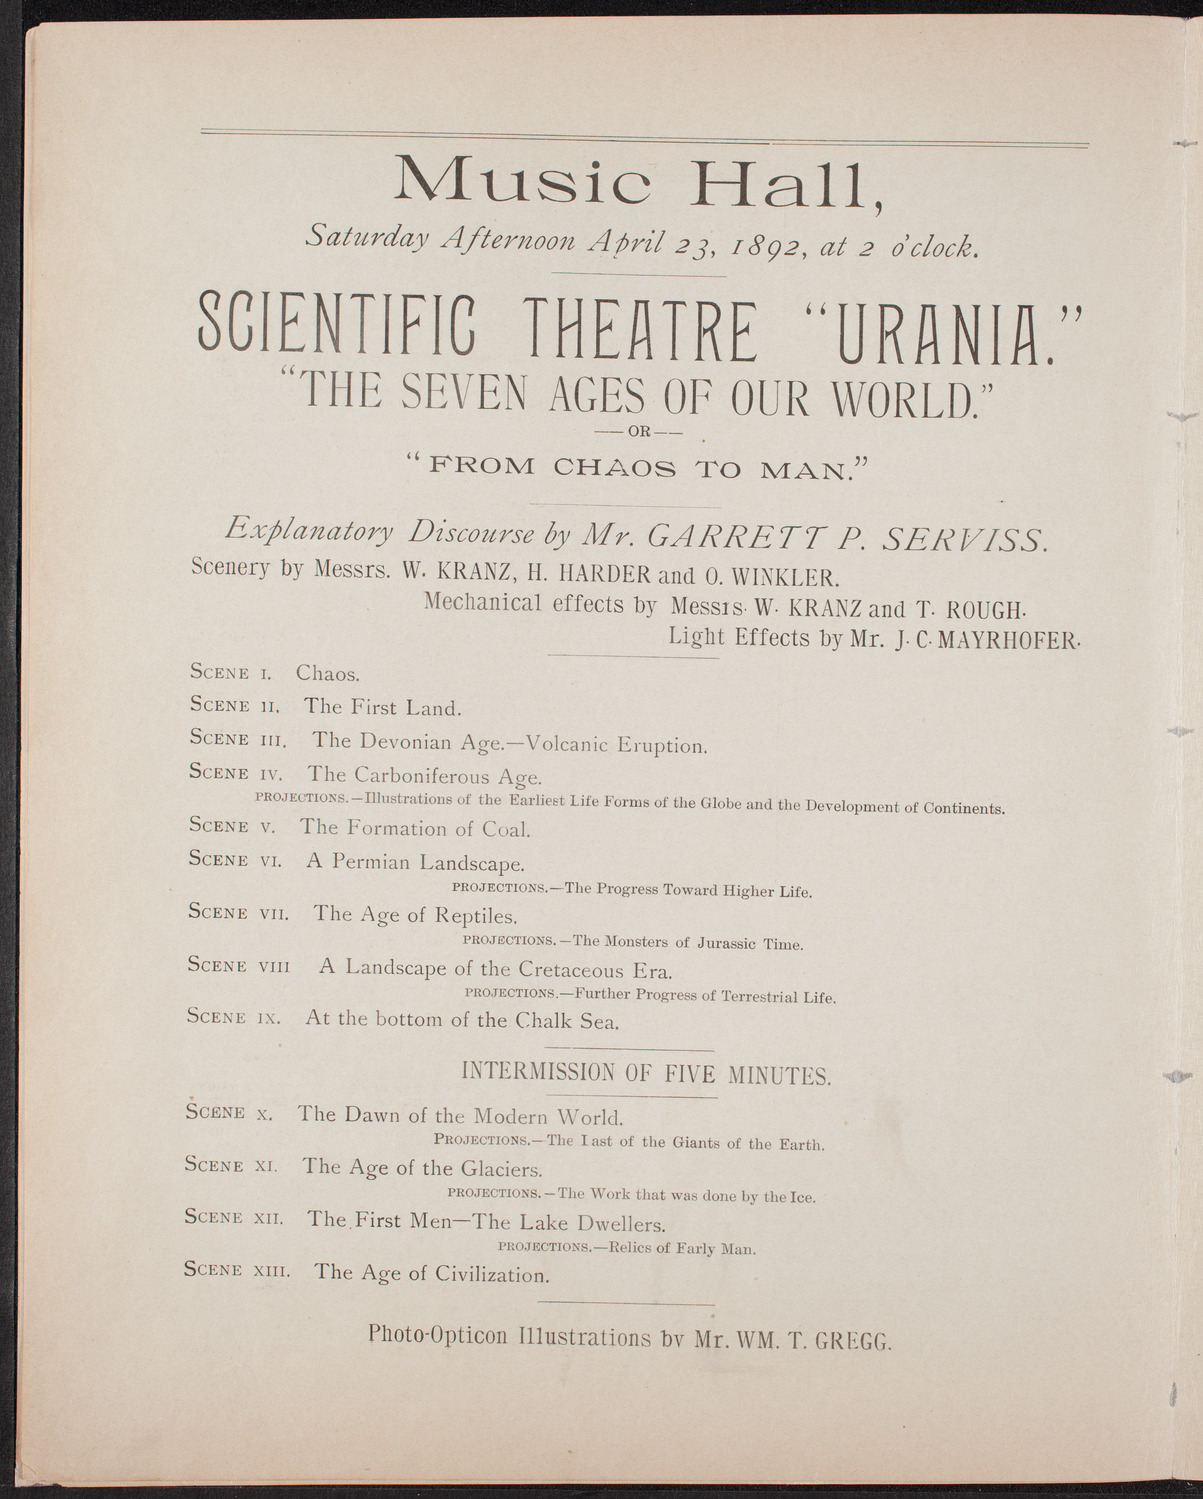 Music Hall,
Saturday Afternoon April 23, 1892, at 2 o'clock.
SCIENTIFIC THEATRE “URANIA.”
“THE SEVEN AGES OF OUR WORLD.”
—OR—
“FROM CHAOS TO MAN.”
Explanatory Discourse by Mr. GARRETT P. SERVISS.
Scenery by Messrs. W. KRANZ, H. HARDER and O. WINKLER.
Mechanical effects by Messrs. W. KRANZ and T. ROUGH.
Light Effects by Mr. J. C. MAYRHOFER.
SCENE I. Chaos.
SCENE II. The First Land.
SCENE III. The Devonian Age.—Volcanic Eruption.
SCENE IV. The Carboniferous Age.
PROJECTIONS.—Illustrations of the Earliest Life Forms of the Globe and the Development of Continents.
SCENE V. The Formation of Coal.
SCENE VI. A Permian Landscape.
PROJECTIONS.—The Progress Toward Higher Life.
SCENE VII. The Age of Reptiles.
PROJECTIONS.—The Monsters of Jurassic Time.
SCENE VIII A Landscape of the Cretaceous Era.
PROJECTIONS.—Further Progress of Terrestrial Life.
SCENE IX. At the bottom of the Chalk Sea.
INTERMISSION OF FIVE MINUTES.
SCENE X. The Dawn of the Modern World.
PROJECTIONS.—The Last of the Giants of the Earth.
SCENE XI. The Age of the Glaciers.
PROJECTIONS.—The Work that was done by the Ice.
SCENE XII. The First Men—The Lake Dwellers.
PROJECTIONS.—Relics of Early Man.
SCENE XIII. The Age of Civilization.
Photo-Opticon Illustrations by Mr. WM. T. GREGG.